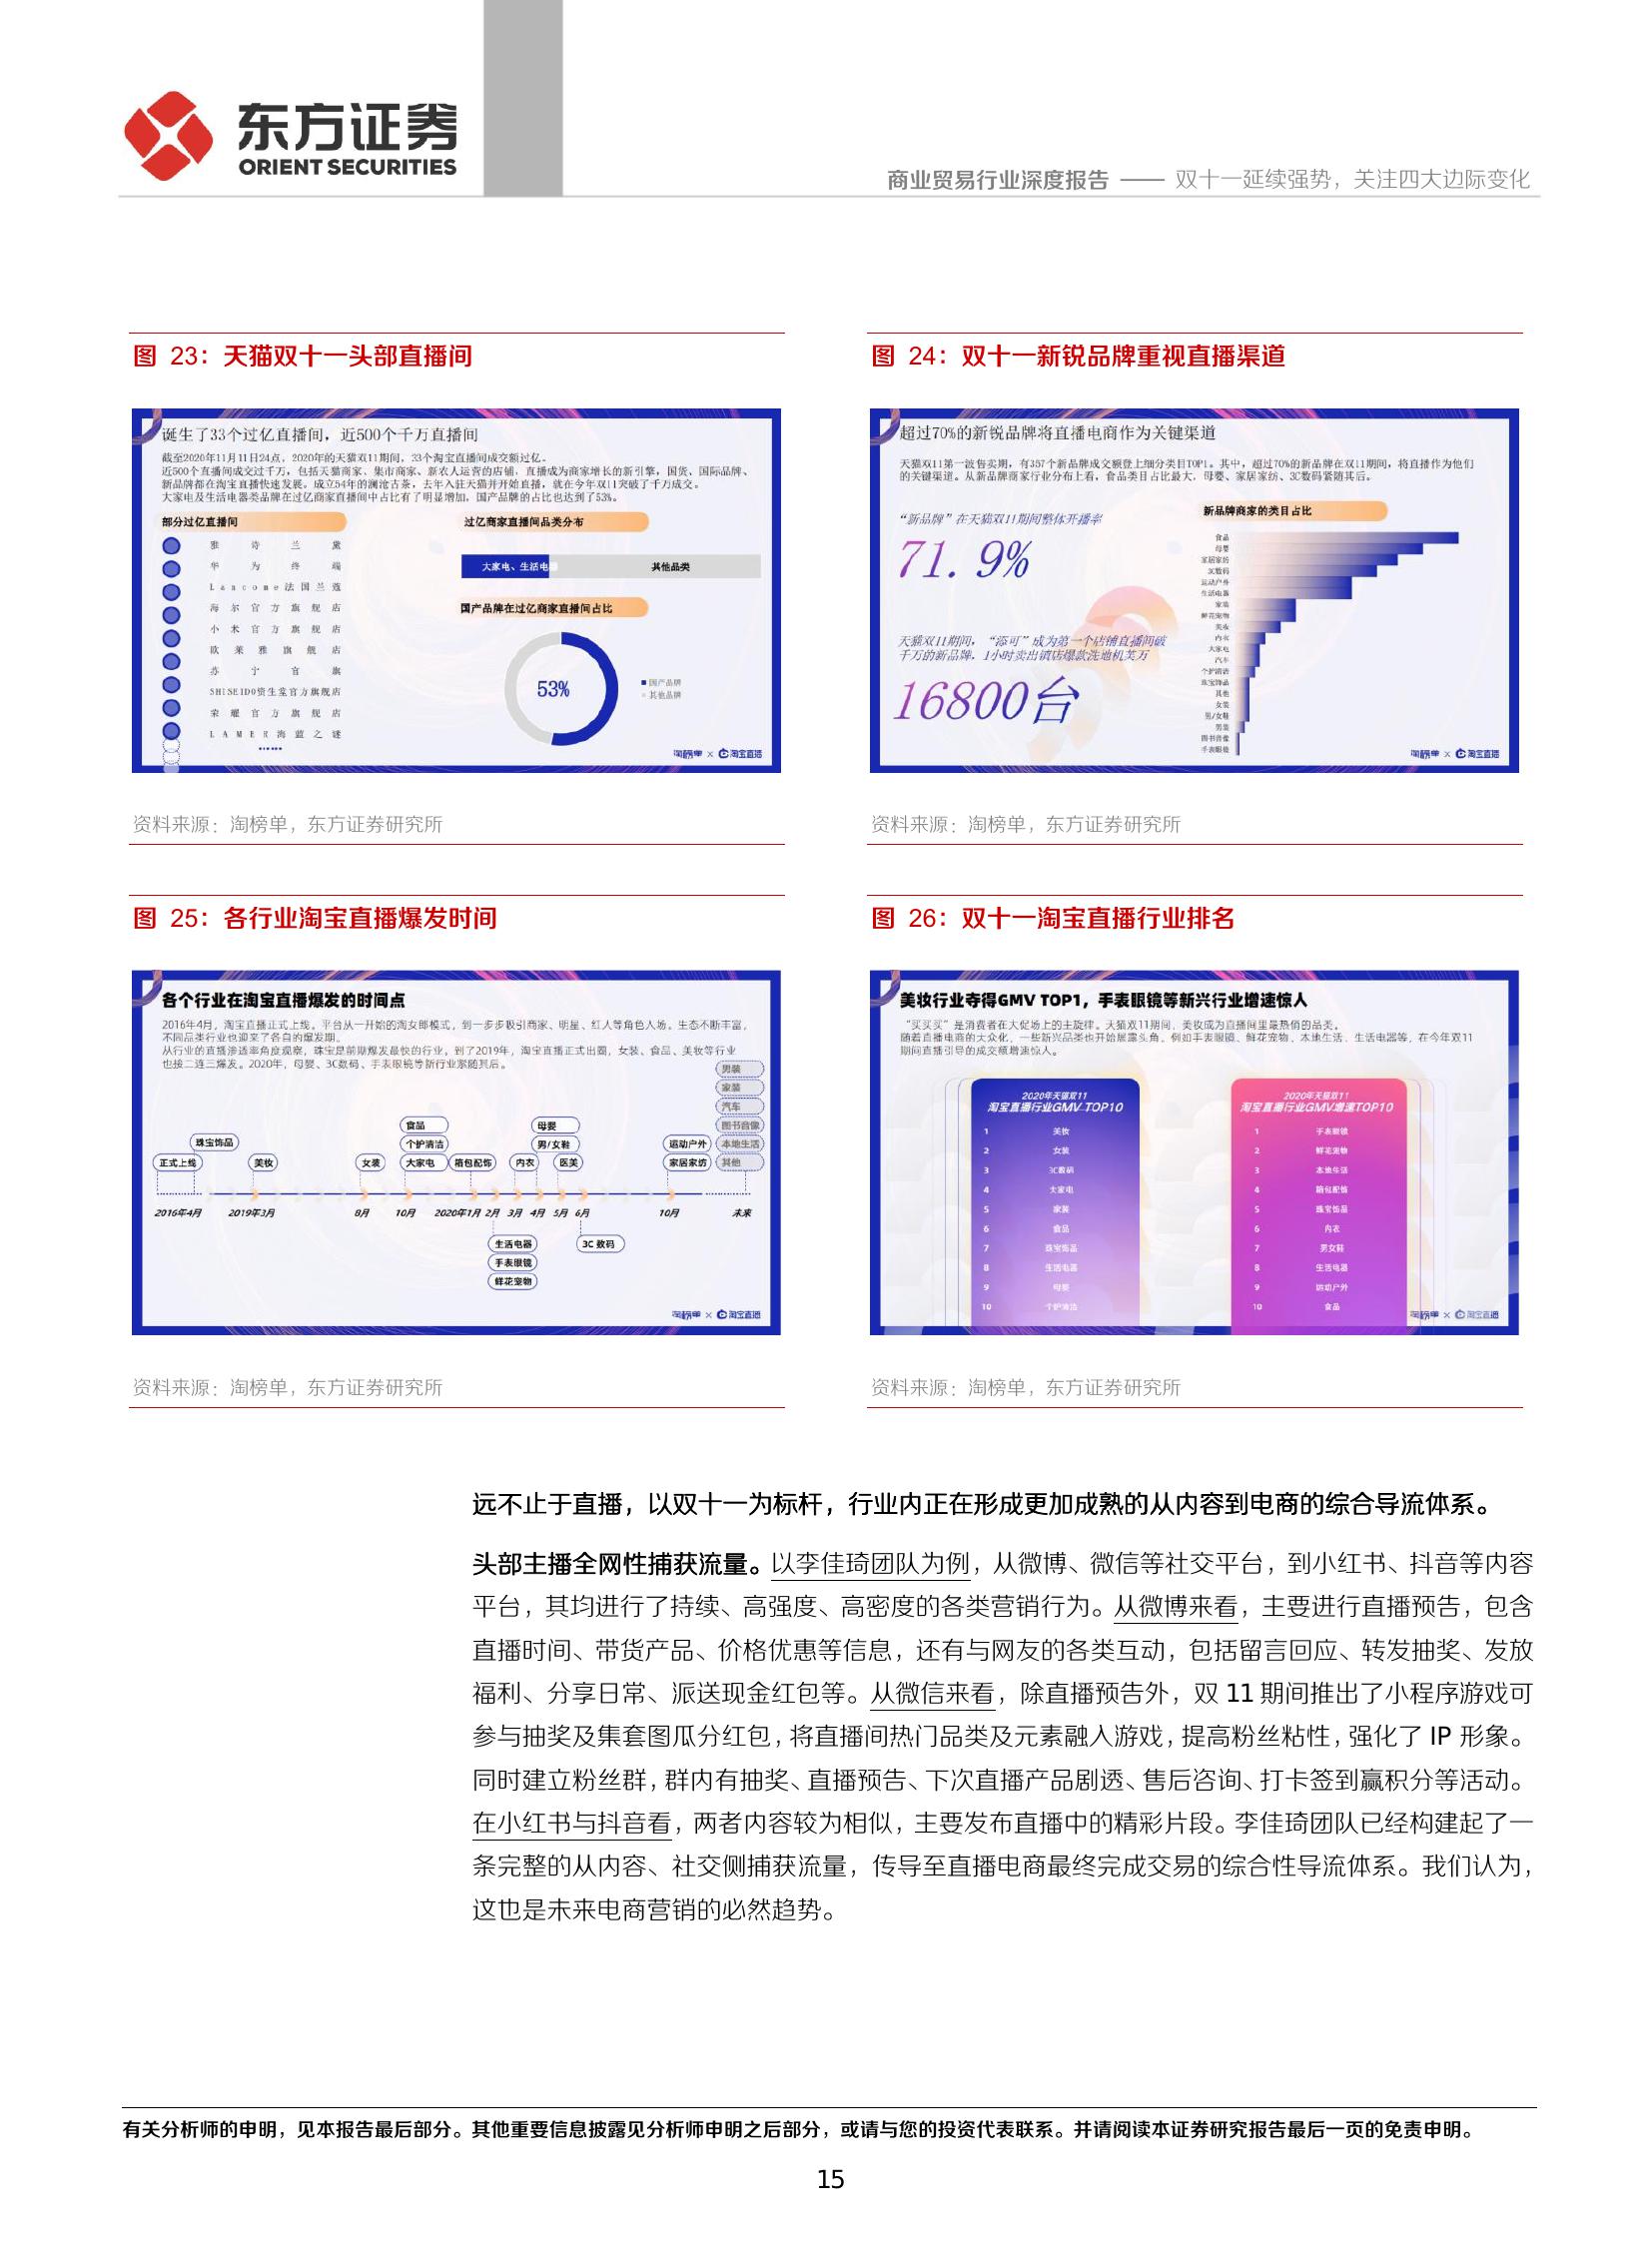 东方证券
ORIENT SECURITIES
商业贸易行业深度报告 —— 双十一延续强势，关注四大边际变化
图 23：天猫双十一头部直播间
诞生了33个过亿直播间，近500个千万直播间
截至2020年11月11日24点，2020年的天猫双11期间，33个淘宝直播间成交额过亿。
近500个直播间成交过千万，包括天猫商家、集市商家、新农人运营的店铺，直播成为商家增长的新引擎，国货、国际品牌、
新品牌都在淘宝直播快速发展。成立54年的澜沧古茶，去年入驻天猫并开始直播，就在今年双11突破了千万成交。
大家电及生活电器类品牌在过亿商家直播间中占比有了明显增加，国产品牌的占比也达到了53%。
部分过亿直播间
雅诗兰黛
华为终端
Lancome法国兰蔻
海尔官方旗舰店
小米官方旗舰店
欧莱雅旗舰店
苏宁官旗
SHISEIDO资生堂官方旗舰店
荣耀官方旗舰店
LAMER海蓝之谜
过亿商家直播间品类分布
大家电、生活电
其他品类
国产品牌在过亿商家直播间占比
53%
国产品牌
其他品牌
淘榜单 × 淘宝直播
资料来源：淘榜单，东方证券研究所
图 24：双十一新锐品牌重视直播渠道
超过70%的新锐品牌将直播电商作为关键渠道
天猫双11第一波售卖期，有357个新品牌成交额登上细分类目TOP1。其中，超过70%的新品牌在双11期间，将直播作为他们
的关键渠道。从新品牌商家行业分布上看，食品类目占比最大，母婴、家居家纺、3C数码紧随其后。
“新品牌”在天猫双11期间整体开播率
71.9%
天猫双11期间，“添可”成为第一个店铺直播间破
千万的新品牌，1小时卖出镇店爆款洗地机芙万
16800台
新品牌商家的类目占比
食品
母婴
家居家纺
3C数码
运动户外
生活电器
家装
鲜花宠物
美妆
内衣
大家电
汽车
个护清洁
珠宝饰品
其他
女装
男/女鞋
男装
图书音像
手表眼镜
淘榜单 × 淘宝直播
资料来源：淘榜单，东方证券研究所
图 25：各行业淘宝直播爆发时间
各个行业在淘宝直播爆发的时间点
2016年4月，淘宝直播正式上线。平台从一开始的淘女郎模式，到一步步吸引商家、明星、红人等角色入场。生态不断丰富，
不同品类行业也迎来了各自的爆发期。
从行业的直播渗透率角度观察，珠宝是前期爆发最快的行业。到了2019年，淘宝直播正式出圈，女装、食品、美妆等行业
也接二连三爆发。2020年，母婴、3C数码、手表眼镜等新行业紧随其后。
男装
家装
汽车
食品 母婴 图书音像
珠宝饰品 个护清洁 男/女鞋 运动户外 本地生活
正式上线 美妆 女装 大家电 箱包配饰 内衣 医美 家居家纺 其他
2016年4月 2019年3月 8月 10月 2020年1月 2月 3月 4月 5月 6月 10月 未来
生活电器 3C 数码
手表眼镜
鲜花宠物
淘榜单 × 淘宝直播
资料来源：淘榜单，东方证券研究所
图 26：双十一淘宝直播行业排名
美妆行业夺得GMV TOP1，手表眼镜等新兴行业增速惊人
“买买买”是消费者在大促场上的主旋律。天猫双11期间，美妆成为直播间里最热俏的品类。
随着直播电商的大众化，一些新兴品类也开始展露头角，例如手表眼镜、鲜花宠物、本地生活、生活电器等，在今年双11
期间直播引导的成交额增速惊人。
2020年天猫双11
淘宝直播行业GMV TOP10
1 美妆
2 女装
3 3C数码
4 大家电
5 家装
6 食品
7 珠宝饰品
8 生活电器
9 母婴
10 个护清洁
2020年天猫双11
淘宝直播行业GMV增速TOP10
1 手表眼镜
2 鲜花宠物
3 本地生活
4 箱包配饰
5 珠宝饰品
6 内衣
7 男女鞋
8 生活电器
9 运动户外
10 食品
淘榜单 × 淘宝直播
资料来源：淘榜单，东方证券研究所
远不止于直播，以双十一为标杆，行业内正在形成更加成熟的从内容到电商的综合导流体系。
头部主播全网性捕获流量。以李佳琦团队为例，从微博、微信等社交平台，到小红书、抖音等内容
平台，其均进行了持续、高强度、高密度的各类营销行为。从微博来看，主要进行直播预告，包含
直播时间、带货产品、价格优惠等信息，还有与网友的各类互动，包括留言回应、转发抽奖、发放
福利、分享日常、派送现金红包等。从微信来看，除直播预告外，双 11 期间推出了小程序游戏可
参与抽奖及集套图瓜分红包，将直播间热门品类及元素融入游戏，提高粉丝粘性，强化了 IP 形象。
同时建立粉丝群，群内有抽奖、直播预告、下次直播产品剧透、售后咨询、打卡签到赢积分等活动。
在小红书与抖音看，两者内容较为相似，主要发布直播中的精彩片段。李佳琦团队已经构建起了一
条完整的从内容、社交侧捕获流量，传导至直播电商最终完成交易的综合性导流体系。我们认为，
这也是未来电商营销的必然趋势。
有关分析师的申明，见本报告最后部分。其他重要信息披露见分析师申明之后部分，或请与您的投资代表联系。并请阅读本证券研究报告最后一页的免责申明。
15